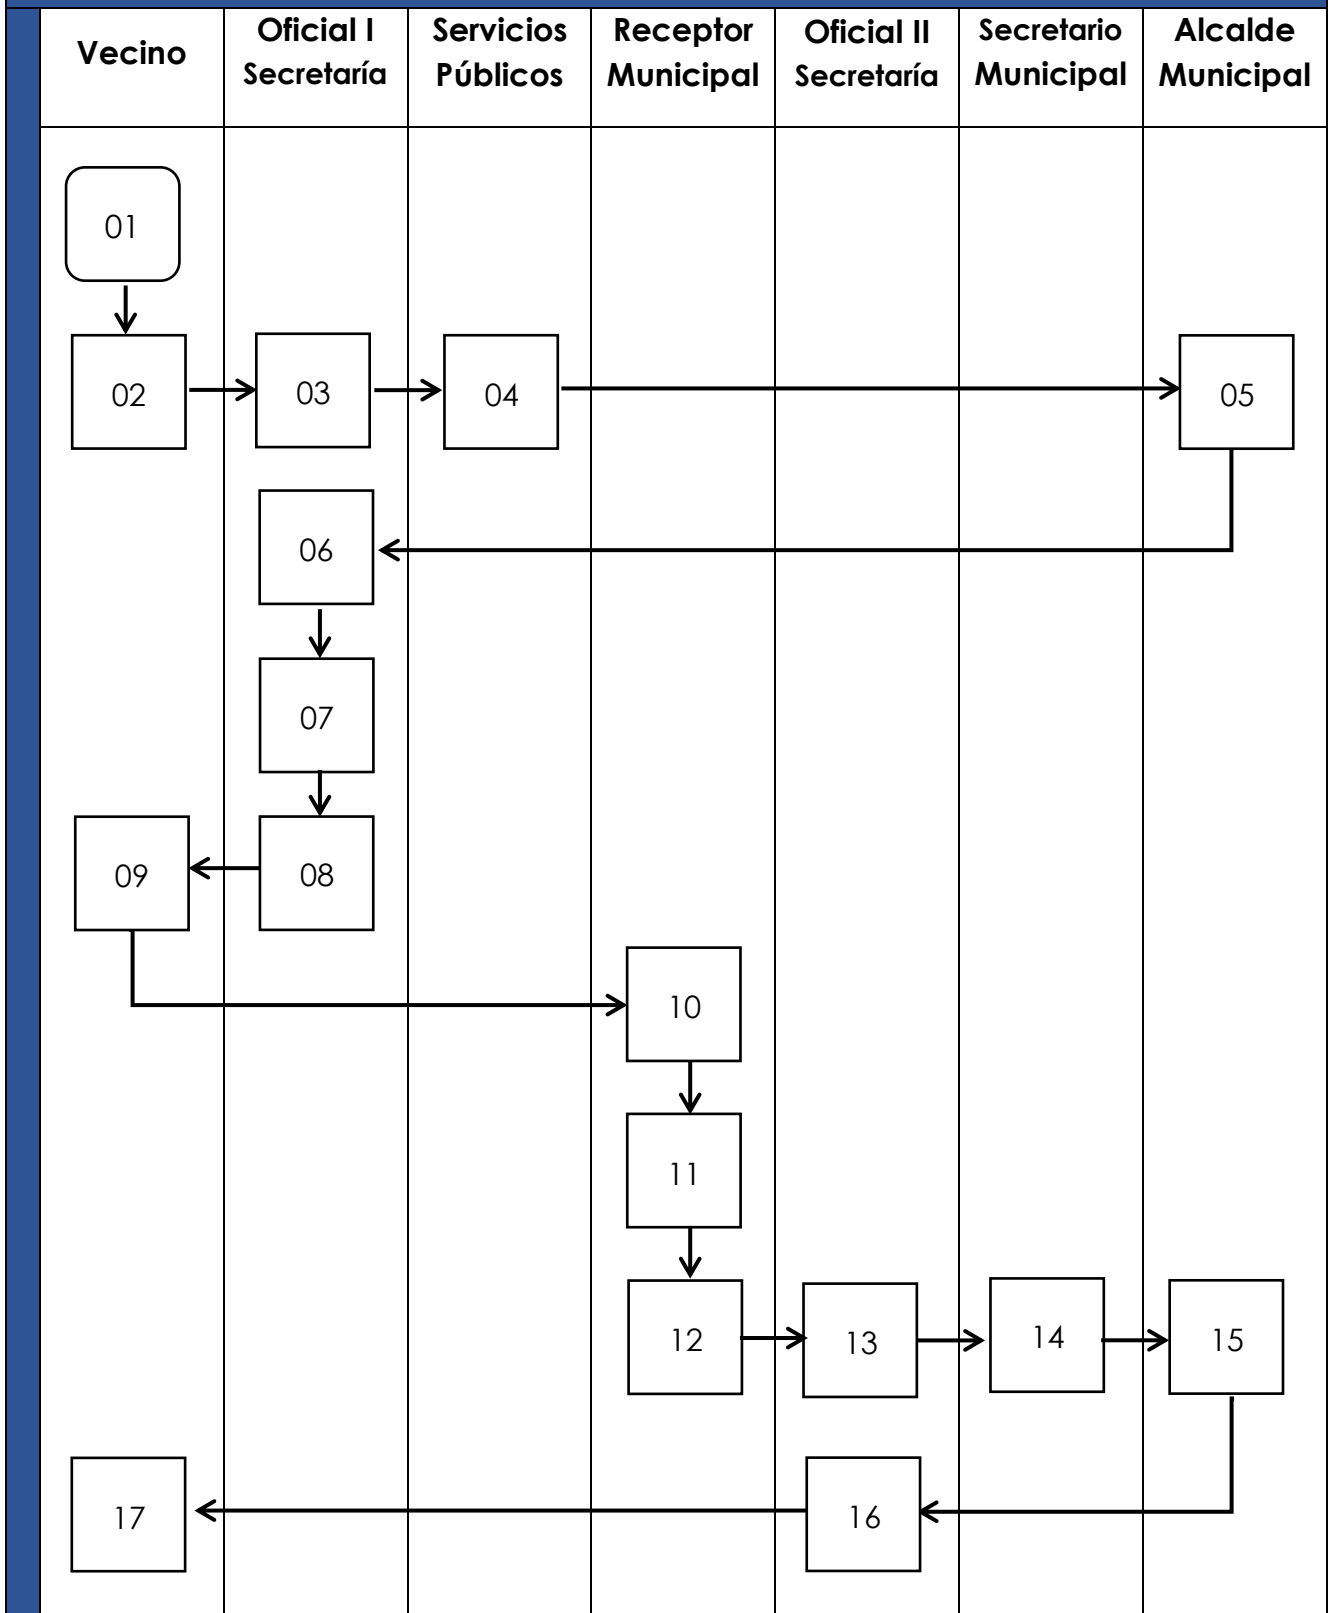 Vecino
Oficial I
Secretaría
Servicios
Públicos
Receptor
Municipal
Oficial II
Secretaría
Secretario
Municipal
Alcalde
Municipal
01
02
03
04
05
06
07
08
09
10
11
12
13
14
15
16
17